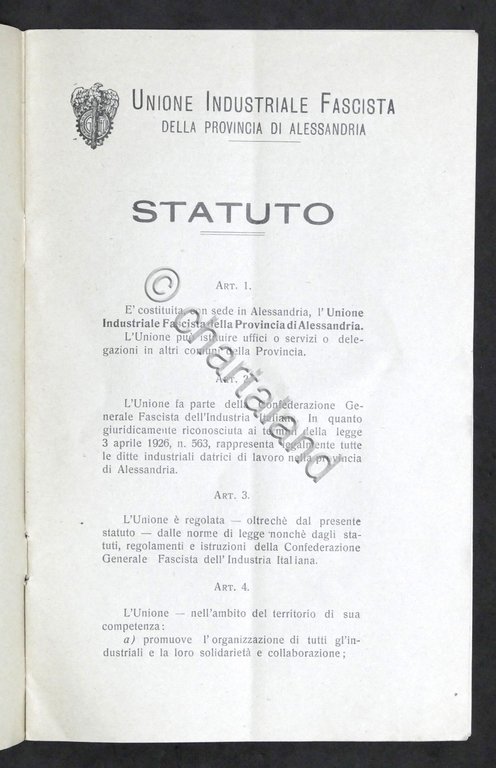 UNIONE INDUSTRIALE FASCISTA
DELLA PROVINCIA DI ALESSANDRIA
STATUTO
ART. 1.
E' costituita, con sede in Alessandria, l'Unione
Industriale Fascista della Provincia di Alessandria.
L'Unione può istituire uffici o servizi o dele-
gazioni in altri comuni della Provincia.
ART. 2.
L'Unione fa parte della Confederazione Ge-
nerale Fascista dell'Industria Italiana. In quanto
giuridicamente riconosciuta ai termini della legge
3 aprile 1926, n. 563, rappresenta legalmente tutte
le ditte industriali datrici di lavoro nella provincia
di Alessandria.
ART. 3.
L'Unione è regolata — oltrechè dal presente
statuto — dalle norme di legge nonchè dagli sta-
tuti, regolamenti e istruzioni della Confederazione
Generale Fascista dell'Industria Italiana.
ART. 4.
L'Unione — nell'ambito del territorio di sua
competenza:
a) promuove l'organizzazione di tutti gl'in-
dustriali e la loro solidarietà e collaborazione;
© chartaland